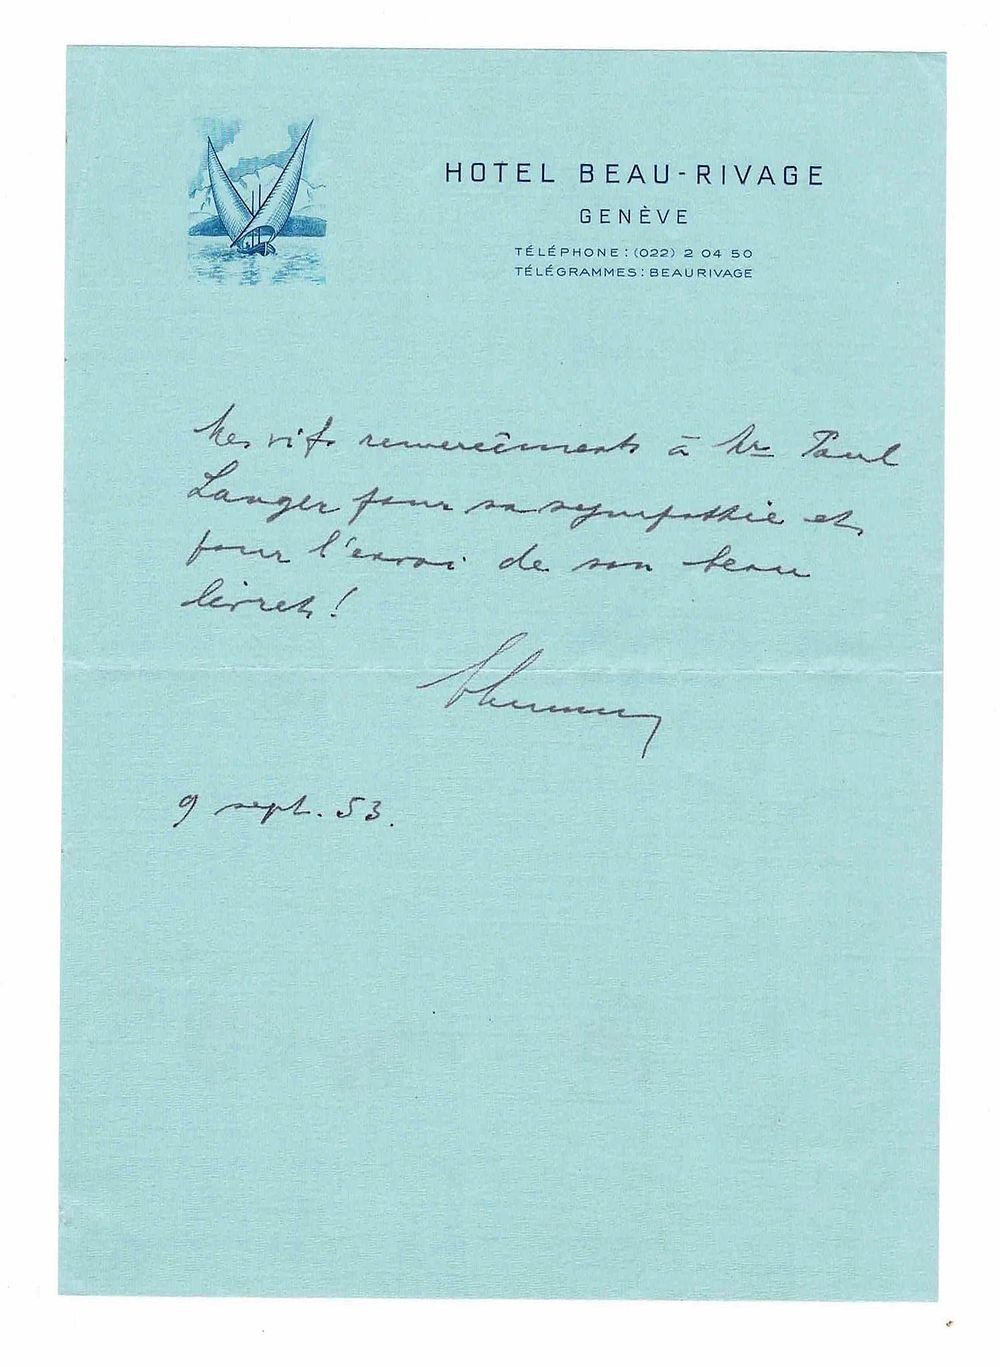 HOTEL BEAU-RIVAGE
GENÈVE
TÉLÉPHONE: (022) 2 04 50
TÉLÉGRAMMES: BEAURIVAGE
Mes vifs remerciements à Mr Paul
Langer pour sa sympathie et
pour l'envoi de son beau
livret!
9 sept. 53.